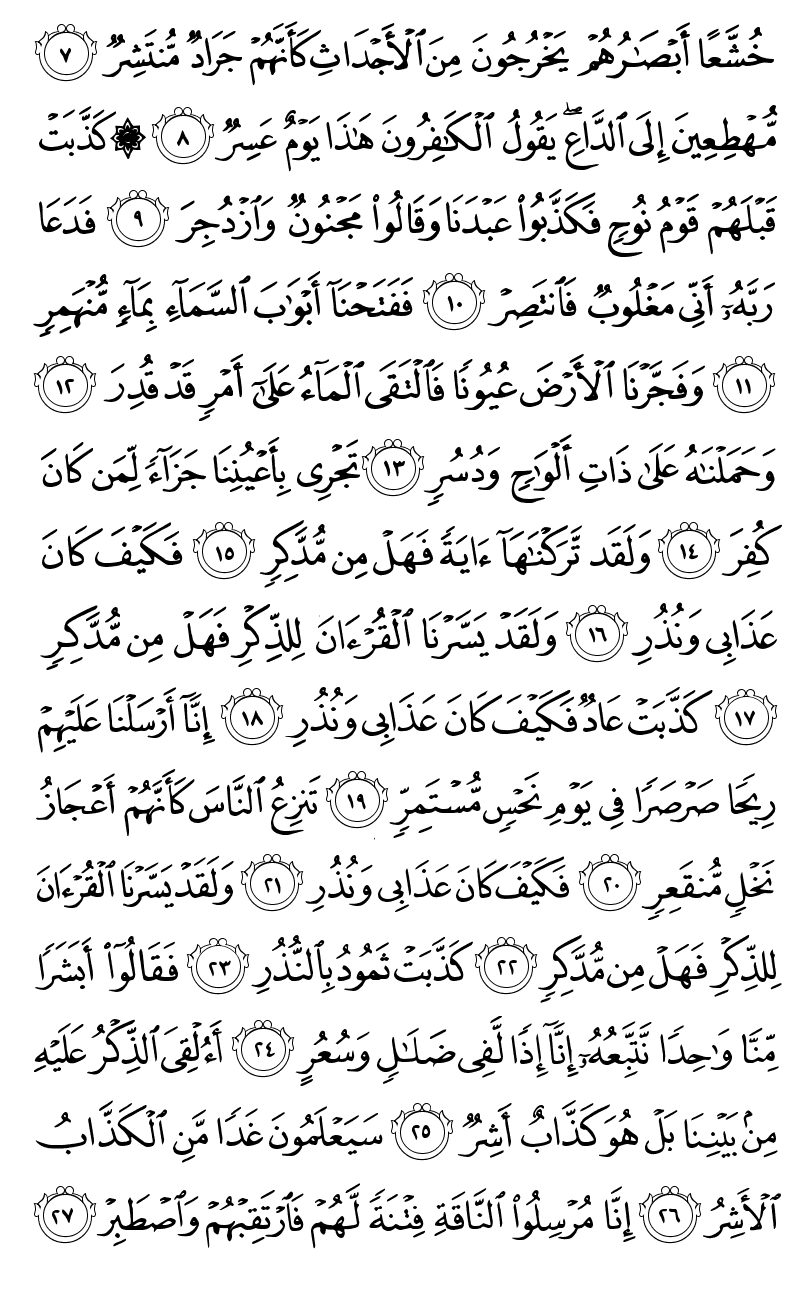 خُشَّعًا أَبْصَـٰرُهُمْ يَخْرُجُونَ مِنَ ٱلْأَجْدَاثِ كَأَنَّهُمْ جَرَادٌ مُّنتَشِرٌ ٧
مُّهْطِعِينَ إِلَى ٱلدَّاعِ ۖ يَقُولُ ٱلْكَـٰفِرُونَ هَـٰذَا يَوْمٌ عَسِرٌ ٨ ۞ كَذَّبَتْ
قَبْلَهُمْ قَوْمُ نُوحٍ فَكَذَّبُوا۟ عَبْدَنَا وَقَالُوا۟ مَجْنُونٌ وَٱزْدُجِرَ ٩ فَدَعَا
رَبَّهُۥٓ أَنِّى مَغْلُوبٌ فَٱنتَصِرْ ١٠ فَفَتَحْنَآ أَبْوَٰبَ ٱلسَّمَآءِ بِمَآءٍ مُّنْهَمِرٍ
١١ وَفَجَّرْنَا ٱلْأَرْضَ عُيُونًا فَٱلْتَقَى ٱلْمَآءُ عَلَىٰٓ أَمْرٍ قَدْ قُدِرَ ١٢
وَحَمَلْنَـٰهُ عَلَىٰ ذَاتِ أَلْوَٰحٍ وَدُسُرٍ ١٣ تَجْرِى بِأَعْيُنِنَا جَزَآءً لِّمَن كَانَ
كُفِرَ ١٤ وَلَقَد تَّرَكْنَـٰهَآ ءَايَةً فَهَلْ مِن مُّدَّكِرٍ ١٥ فَكَيْفَ كَانَ
عَذَابِى وَنُذُرِ ١٦ وَلَقَدْ يَسَّرْنَا ٱلْقُرْءَانَ لِلذِّكْرِ فَهَلْ مِن مُّدَّكِرٍ
١٧ كَذَّبَتْ عَادٌ فَكَيْفَ كَانَ عَذَابِى وَنُذُرِ ١٨ إِنَّآ أَرْسَلْنَا عَلَيْهِمْ
رِيحًا صَرْصَرًا فِى يَوْمِ نَحْسٍ مُّسْتَمِرٍّ ١٩ تَنزِعُ ٱلنَّاسَ كَأَنَّهُمْ أَعْجَازُ
نَخْلٍ مُّنقَعِرٍ ٢٠ فَكَيْفَ كَانَ عَذَابِى وَنُذُرِ ٢١ وَلَقَدْ يَسَّرْنَا ٱلْقُرْءَانَ
لِلذِّكْرِ فَهَلْ مِن مُّدَّكِرٍ ٢٢ كَذَّبَتْ ثَمُودُ بِٱلنُّذُرِ ٢٣ فَقَالُوٓا۟ أَبَشَرًا
مِّنَّا وَٰحِدًا نَّتَّبِعُهُۥٓ إِنَّآ إِذًا لَّفِى ضَلَـٰلٍ وَسُعُرٍ ٢٤ أَءُلْقِىَ ٱلذِّكْرُ عَلَيْهِ
مِنۢ بَيْنِنَا بَلْ هُوَ كَذَّابٌ أَشِرٌ ٢٥ سَيَعْلَمُونَ غَدًا مَّنِ ٱلْكَذَّابُ
ٱلْأَشِرُ ٢٦ إِنَّا مُرْسِلُوا۟ ٱلنَّاقَةِ فِتْنَةً لَّهُمْ فَٱرْتَقِبْهُمْ وَٱصْطَبِرْ ٢٧